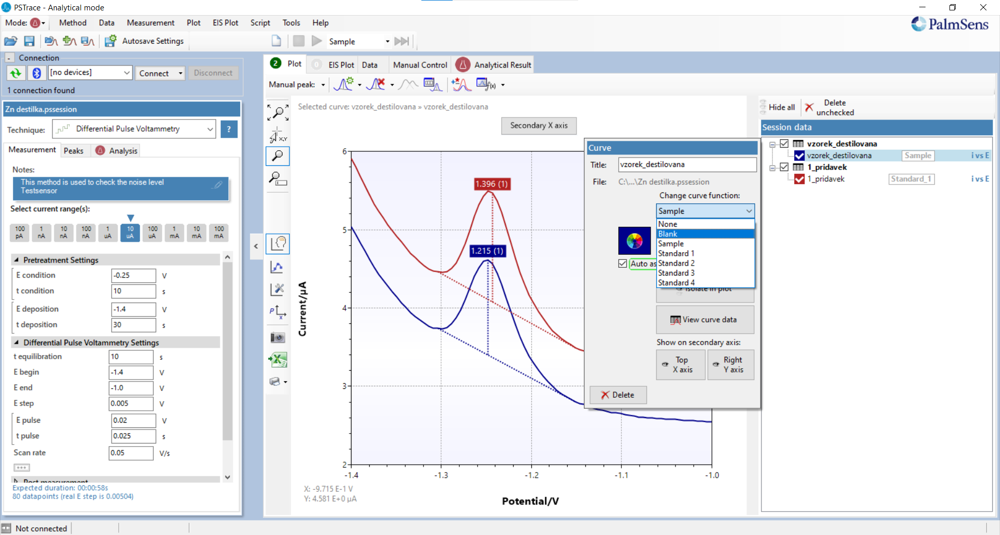 PSTrace - Analytical mode
Mode: Method Data Measurement Plot EIS Plot Script Tools Help
PalmSens
Autosave Settings
Sample
- Connection
[no devices] Connect Disconnect
1 connection found
Zn destilka.pssession
Technique: Differential Pulse Voltammetry ?
Measurement Peaks Analysis
Notes:
This method is used to check the noise level
Testsensor
Select current range(s):
100 pA 1 nA 10 nA 100 nA 1 uA 10 uA 100 uA 1 mA 10 mA 100 mA
Pretreatment Settings
E condition -0.25 V
t condition 10 s
E deposition -1.4 V
t deposition 30 s
Differential Pulse Voltammetry Settings
t equilibration 10 s
E begin -1.4 V
E end -1.0 V
E step 0.005 V
E pulse 0.02 V
t pulse 0.025 s
Scan rate 0.05 V/s
Post measurement
Expected duration: 00:00:58s
80 datapoints (real E step is 0.00504)
Not connected
2 Plot 0 EIS Plot Data Manual Control Analytical Result
Manual peak: f(x)
X,Y
P x
Selected curve: vzorek_destilovana » vzorek_destilovana
Secondary X axis
6
5
4
3
2
-1.4 -1.3 -1.2 -1.1 -1.0
Current/µA
Potential/V
1.396 (1)
1.215 (1)
X: -9.715 E-1 V
Y: 4.581 E+0 µA
Curve
Title: vzorek_destilovana
File: C:\...\Zn destilka.pssession
Change curve function:
Sample
None
Blank
Sample
Standard 1
Standard 2
Standard 3
Standard 4
Auto as
Isolate in plot
View curve data
Show on secondary axis:
Top X axis
Right Y axis
Delete
Hide all
Delete unchecked
Session data
vzorek_destilovana
vzorek_destilovana Sample i vs E
1_pridavek
1_pridavek Standard_1 i vs E